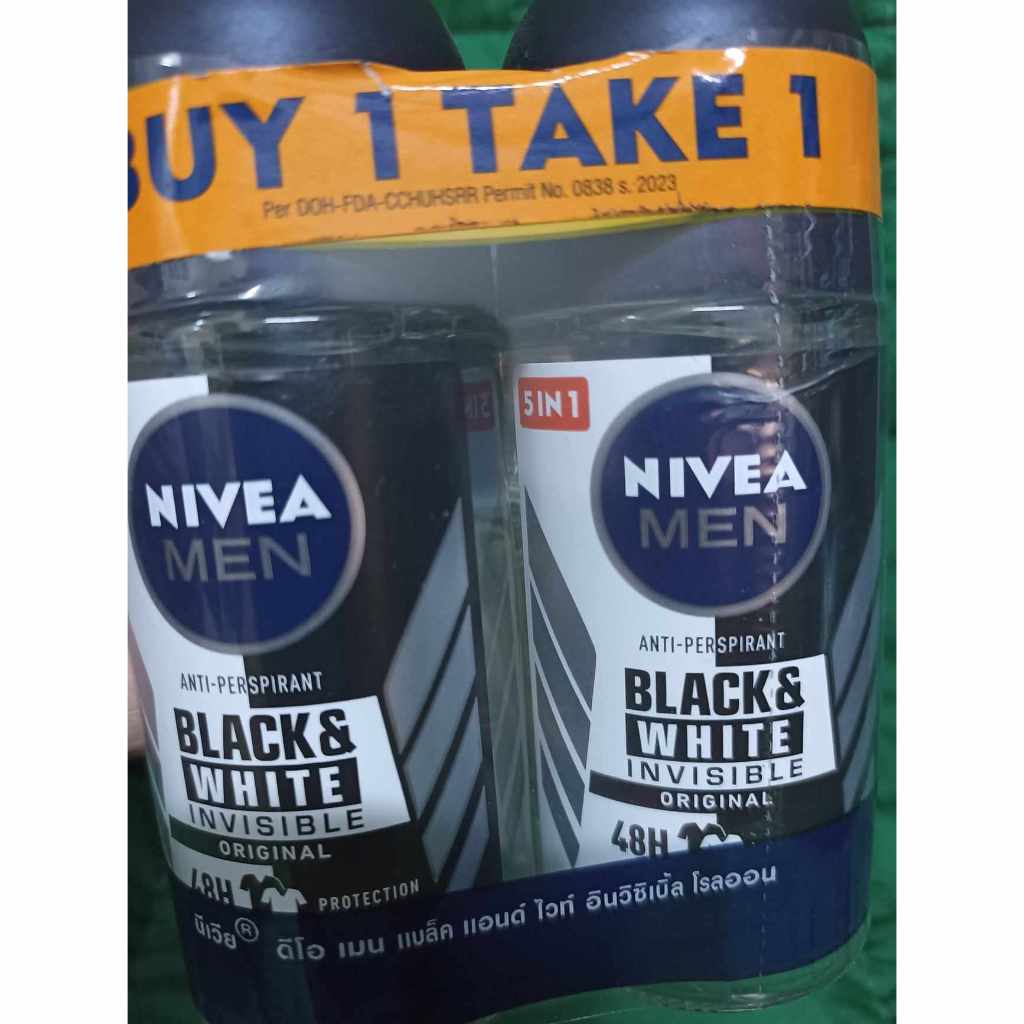 BUY 1 TAKE 1
Per DOH-FDA-CCHUHSRR Permit No. 0838 s. 2023
NIVEA
MEN
ANTI-PERSPIRANT
BLACK&
WHITE
INVISIBLE
ORIGINAL
48H
PROTECTION
5 IN 1
NIVEA
MEN
ANTI-PERSPIRANT
BLACK&
WHITE
INVISIBLE
ORIGINAL
48H
นีเวีย® ดีโอ เมน แบล็ค แอนด์ ไวท์ อินวิซิเบิ้ล โรลออน